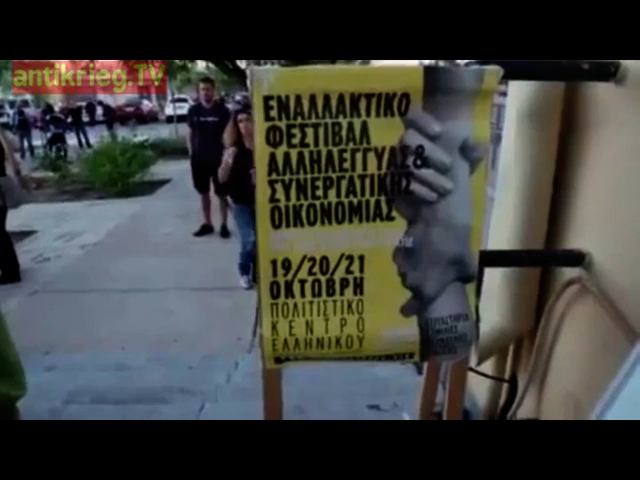 antikrieg.TV
ΕΝΑΛΛΑΚΤΙΚΟ
ΦΕΣΤΙΒΑΛ
ΑΛΛΗΛΕΓΓΥΑΣ&
ΣΥΝΕΡΓΑΤΙΚΗΣ
ΟΙΚΟΝΟΜΙΑΣ
19/20/21
ΟΚΤΩΒΡΗ
ΠΟΛΙΤΙΣΤΙΚΟ
ΚΕΝΤΡΟ
ΕΛΛΗΝΙΚΟΥ